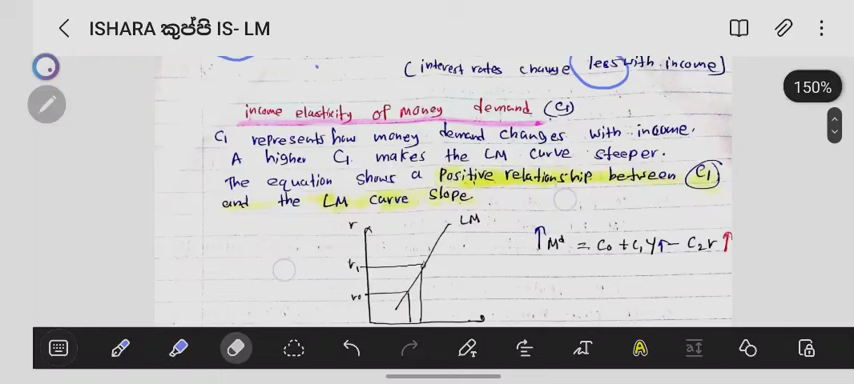 ISHARA කුප්පි IS- LM
(interest rates change less with income)
150%
income elasticity of money demand (C1)
C1 represents how money demand changes with income.
A higher C1 makes the LM curve steeper.
The equation shows a Positive relationship between C1
and the LM curve slope.
r
LM
r1
r0
↑Md = C0 + C1Y↑ - C2r↑